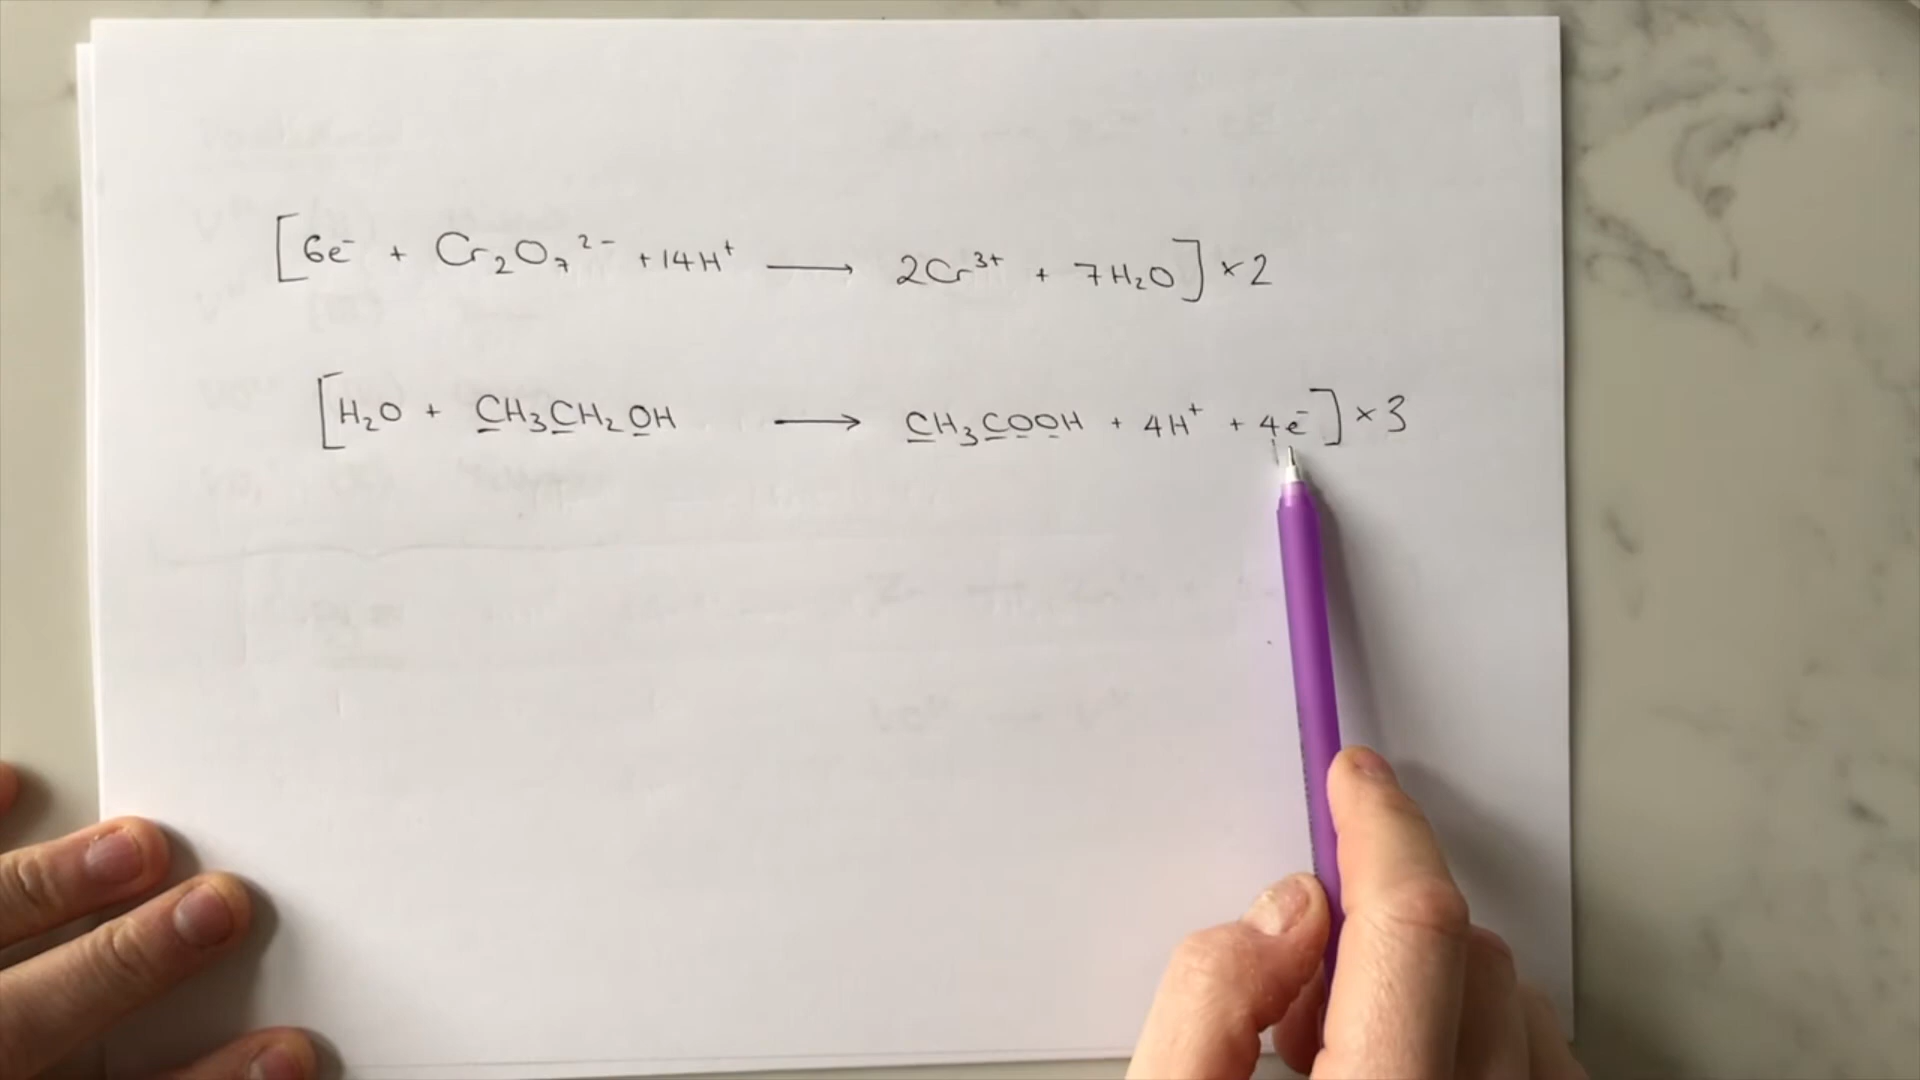 [6e⁻ + Cr₂O₇²⁻ + 14H⁺ ⟶ 2Cr³⁺ + 7H₂O] × 2
[H₂O + CH₃CH₂OH ⟶ CH₃COOH + 4H⁺ + 4e⁻] × 3